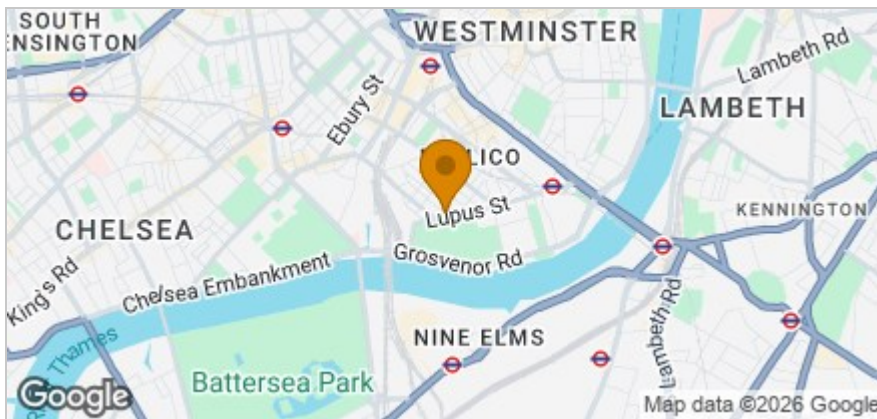 SOUTH
ENSINGTON
WESTMINSTER
Lambeth Rd
Ebury St
LAMBETH
LICO
Lupus St
KENNINGTON
CHELSEA
Grosvenor Rd
King's Rd
Chelsea Embankment
Lambeth Rd
NINE ELMS
Thames
Battersea Park
Google
Map data ©2026 Google